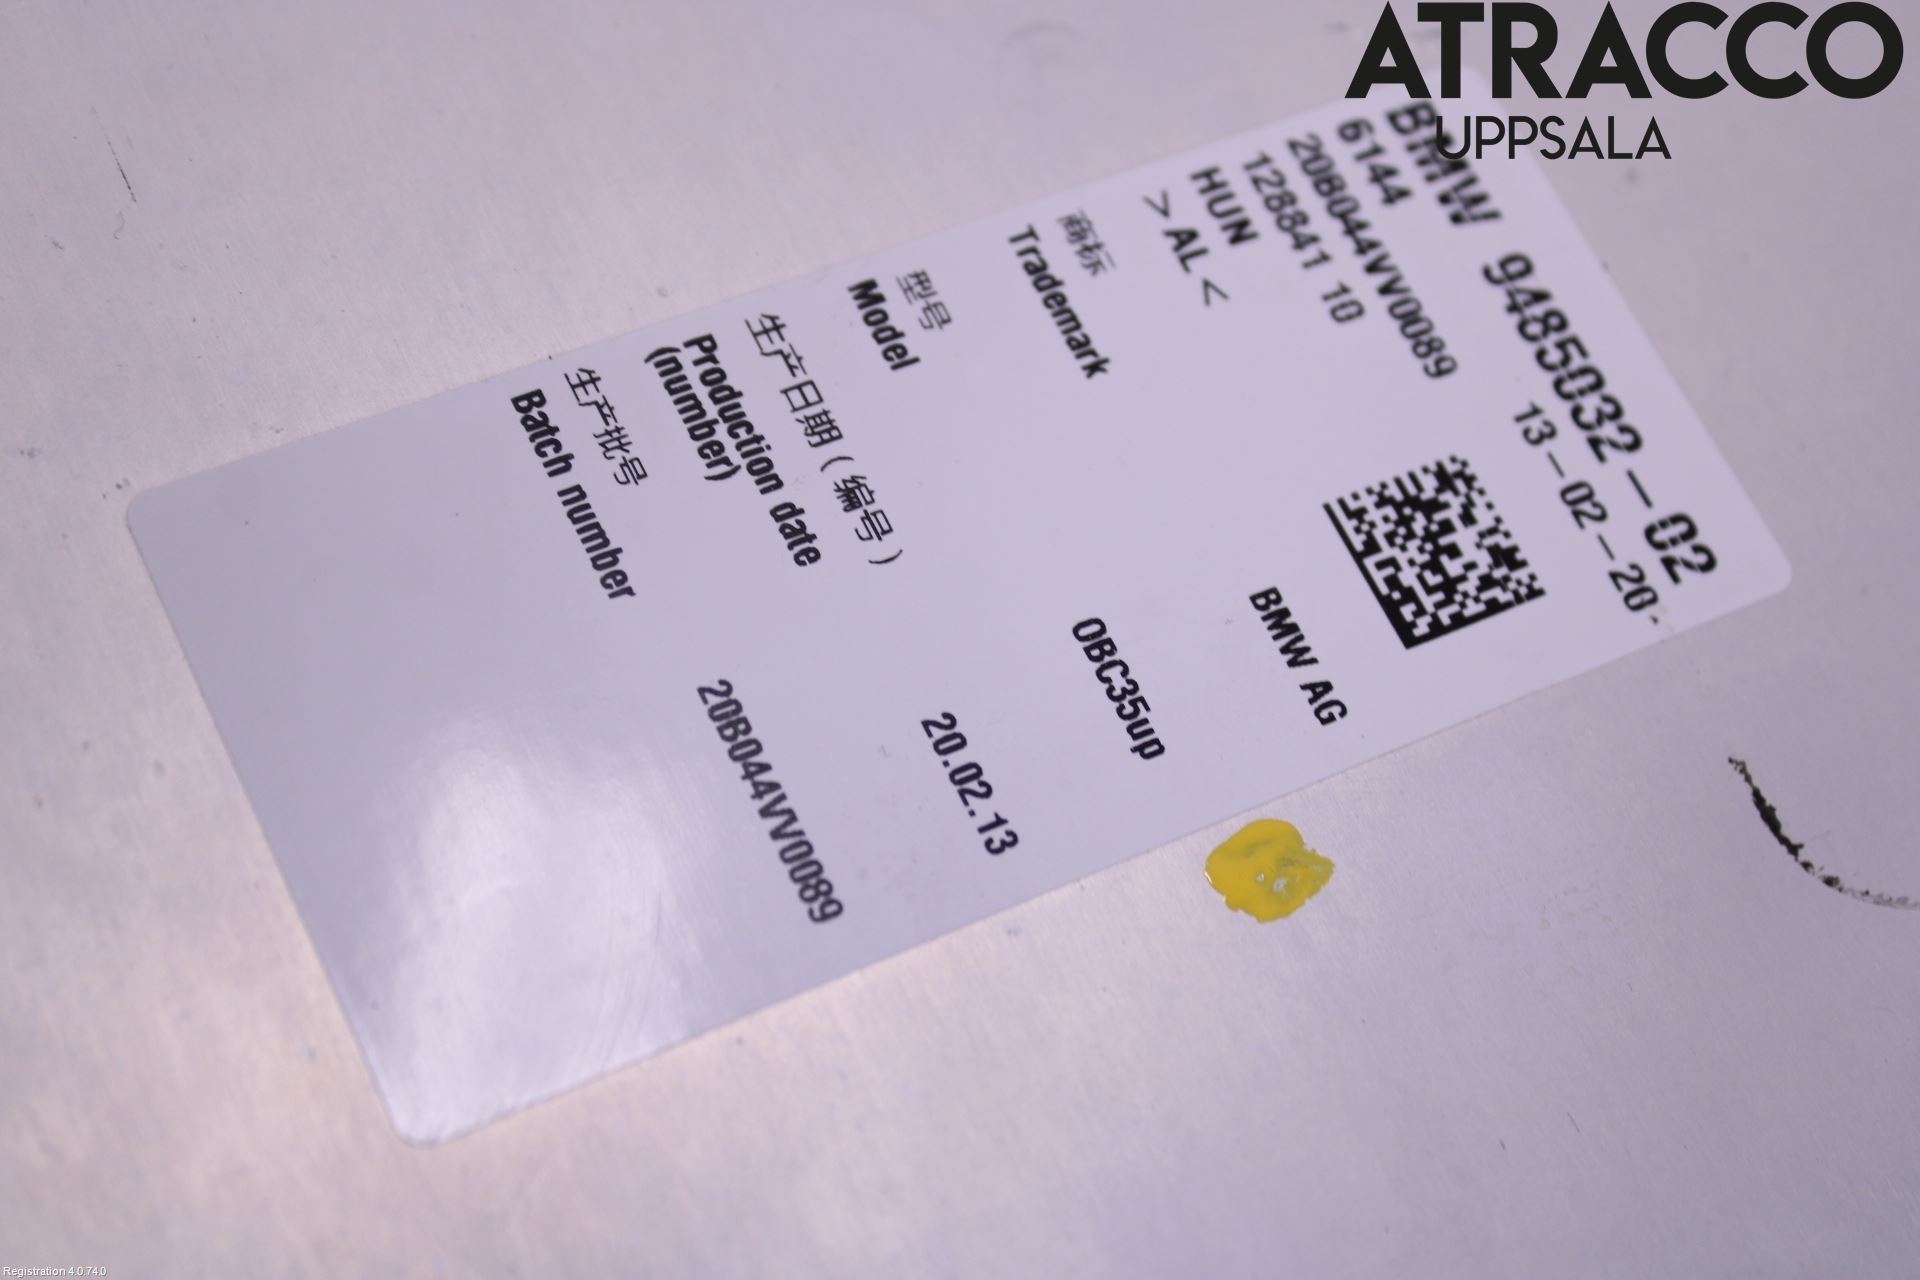 ATRACCO
UPPSALA
BMW 9485032-02
6144 13-02-20
20B044VV0089
128841 10
HUN
>AL<
商标
Trademark BMW AG
型号
Model OBC35up
生产日期(编号)
Production date
(number) 20.02.13
生产批号
Batch number 20B044VV0089
Registration 4.0.74.0